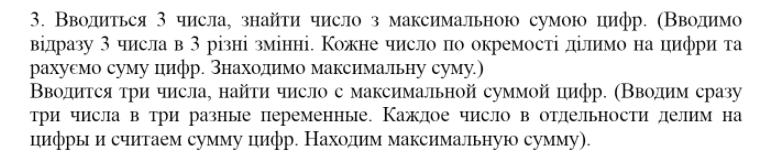 3. Вводиться 3 числа, знайти число з максимальною сумою цифр. (Вводимо
відразу 3 числа в 3 різні змінні. Кожне число по окремості ділимо на цифри та
рахуємо суму цифр. Знаходимо максимальну суму.)
Вводится три числа, найти число с максимальной суммой цифр. (Вводим сразу
три числа в три разные переменные. Каждое число в отдельности делим на
цифры и считаем сумму цифр. Находим максимальную сумму).